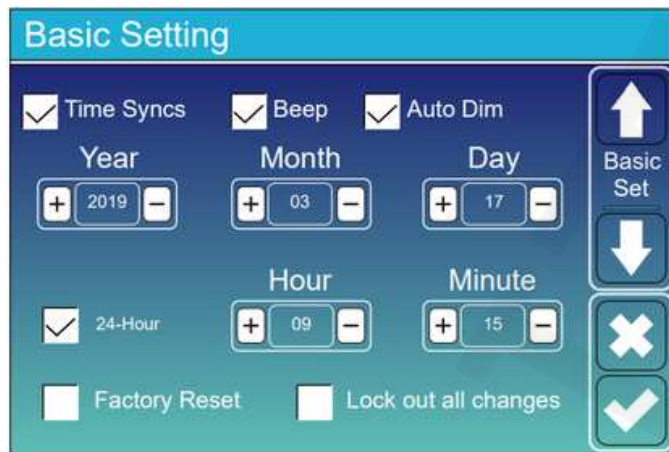 Basic Setting
Time Syncs Beep Auto Dim
Year Month Day
+ 2019 − + 03 − + 17 −
Basic
Set
Hour Minute
24-Hour + 09 − + 15 −
Factory Reset Lock out all changes